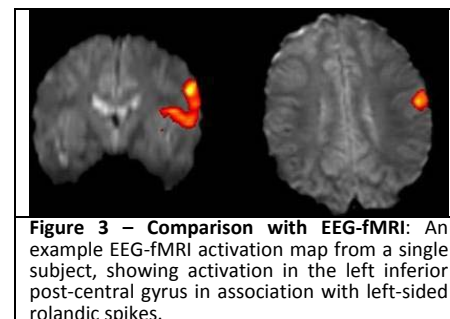 Figure 3 – Comparison with EEG-fMRI: An
example EEG-fMRI activation map from a single
subject, showing activation in the left inferior
post-central gyrus in association with left-sided
rolandic spikes.